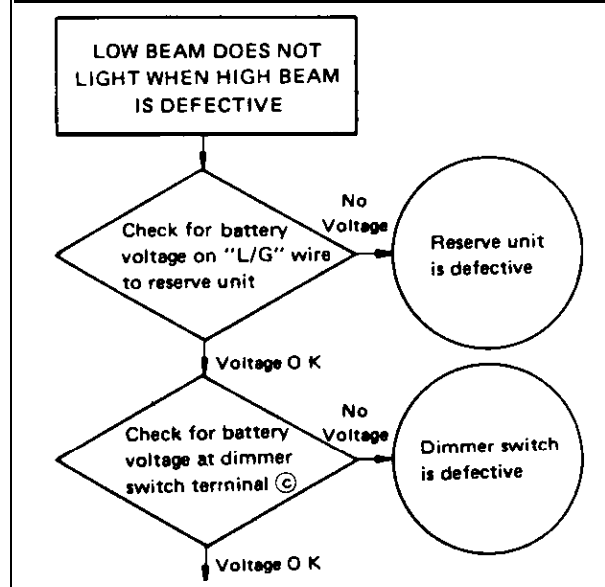 LOW BEAM DOES NOT
LIGHT WHEN HIGH BEAM
IS DEFECTIVE
Check for battery
voltage on "L/G" wire
to reserve unit
No
Voltage
Reserve unit
is defective
Voltage O K
Check for battery
voltage at dimmer
switch terminal ⓒ
No
Voltage
Dimmer switch
is defective
Voltage O K